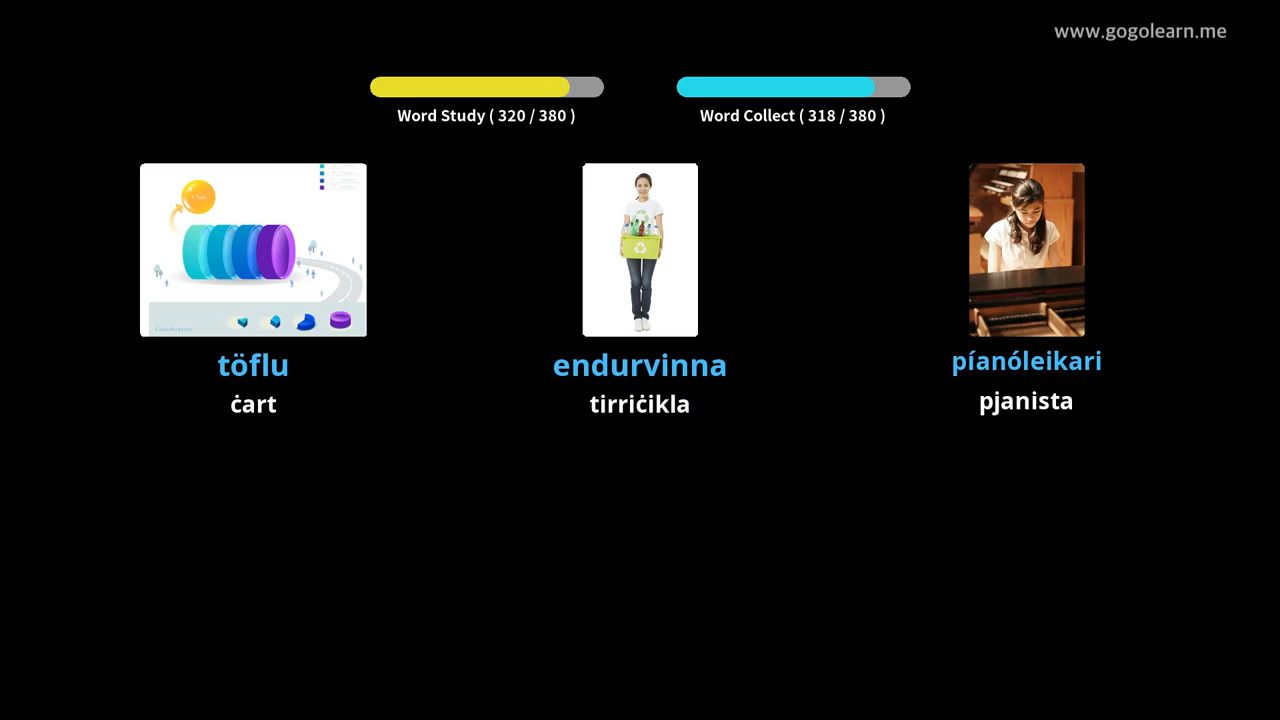 www.gogolearn.me
Word Study ( 320 / 380 )
Word Collect ( 318 / 380 )
töflu
endurvinna
píanóleikari
ċart
tirriċikla
pjanista